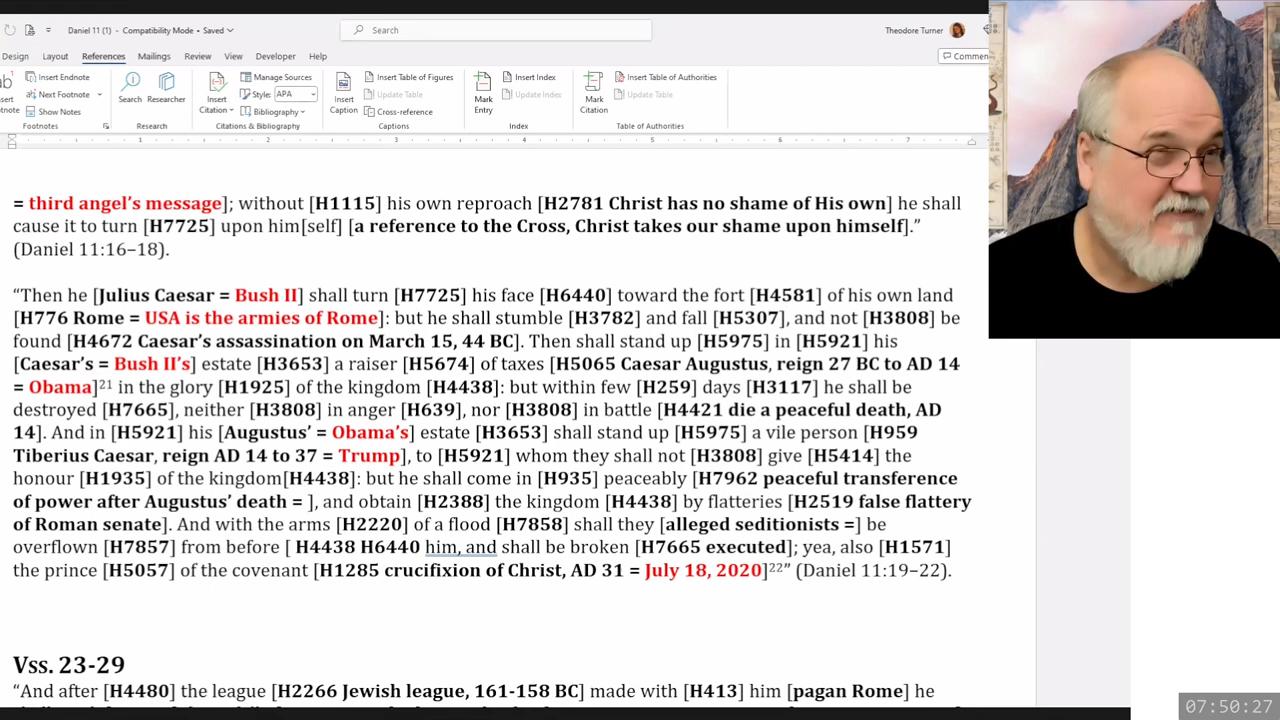 Daniel 11 (1) - Compatibility Mode • Saved
Search
Theodore Turner
Design Layout References Mailings Review View Developer Help
Insert Endnote
Next Footnote
Show Notes
Footnotes
Search
Researcher
Research
Insert Citation
Manage Sources
Style: APA
Bibliography
Citations & Bibliography
Insert Caption
Insert Table of Figures
Update Table
Cross-reference
Captions
Mark Entry
Insert Index
Update Index
Index
Mark Citation
Insert Table of Authorities
Update Table
Table of Authorities
1 2 3 4 5 6 7
= third angel’s message]; without [H1115] his own reproach [H2781 Christ has no shame of His own] he shall
cause it to turn [H7725] upon him[self] [a reference to the Cross, Christ takes our shame upon himself].”
(Daniel 11:16–18).
“Then he [Julius Caesar = Bush II] shall turn [H7725] his face [H6440] toward the fort [H4581] of his own land
[H776 Rome = USA is the armies of Rome]: but he shall stumble [H3782] and fall [H5307], and not [H3808] be
found [H4672 Caesar’s assassination on March 15, 44 BC]. Then shall stand up [H5975] in [H5921] his
[Caesar’s = Bush II’s] estate [H3653] a raiser [H5674] of taxes [H5065 Caesar Augustus, reign 27 BC to AD 14
= Obama]21 in the glory [H1925] of the kingdom [H4438]: but within few [H259] days [H3117] he shall be
destroyed [H7665], neither [H3808] in anger [H639], nor [H3808] in battle [H4421 die a peaceful death, AD
14]. And in [H5921] his [Augustus’ = Obama’s] estate [H3653] shall stand up [H5975] a vile person [H959
Tiberius Caesar, reign AD 14 to 37 = Trump], to [H5921] whom they shall not [H3808] give [H5414] the
honour [H1935] of the kingdom[H4438]: but he shall come in [H935] peaceably [H7962 peaceful transference
of power after Augustus’ death = ], and obtain [H2388] the kingdom [H4438] by flatteries [H2519 false flattery
of Roman senate]. And with the arms [H2220] of a flood [H7858] shall they [alleged seditionists =] be
overflown [H7857] from before [ H4438 H6440 him, and shall be broken [H7665 executed]; yea, also [H1571]
the prince [H5057] of the covenant [H1285 crucifixion of Christ, AD 31 = July 18, 2020]22” (Daniel 11:19–22).
Vss. 23-29
“And after [H4480] the league [H2266 Jewish league, 161-158 BC] made with [H413] him [pagan Rome] he
07:50:27